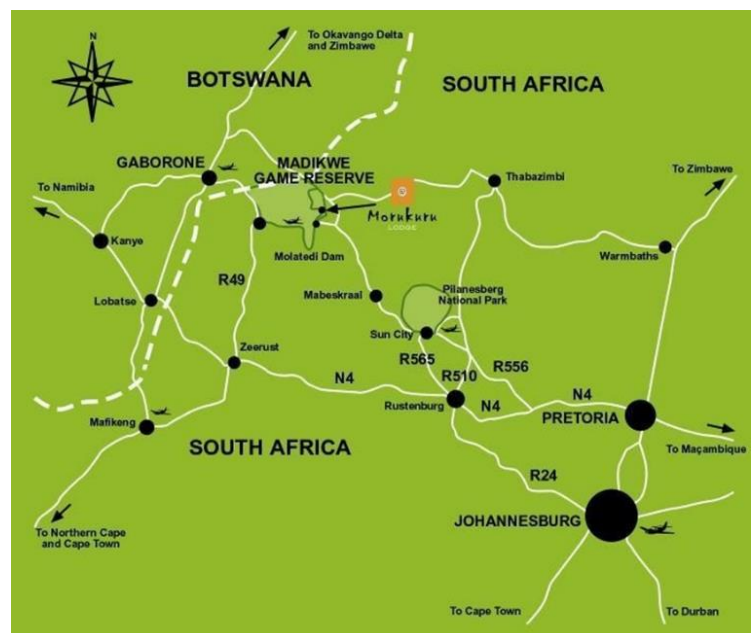 N
To Okavango Delta
and Zimbawe
BOTSWANA
SOUTH AFRICA
GABORONE
MADIKWE
GAME RESERVE
To Namibia
Thabazimbi
To Zimbawe
Morukuru
LODGE
Kanye
Molatedi Dam
Warmbaths
R49
Lobatse
Mabeskraal
Pilanesberg
National Park
Sun City
Zeerust
R565
R556
N4
R510
N4
Rustenburg
N4
PRETORIA
Mafikeng
SOUTH AFRICA
To Maçambique
R24
JOHANNESBURG
To Northern Cape
and Cape Town
To Cape Town
To Durban